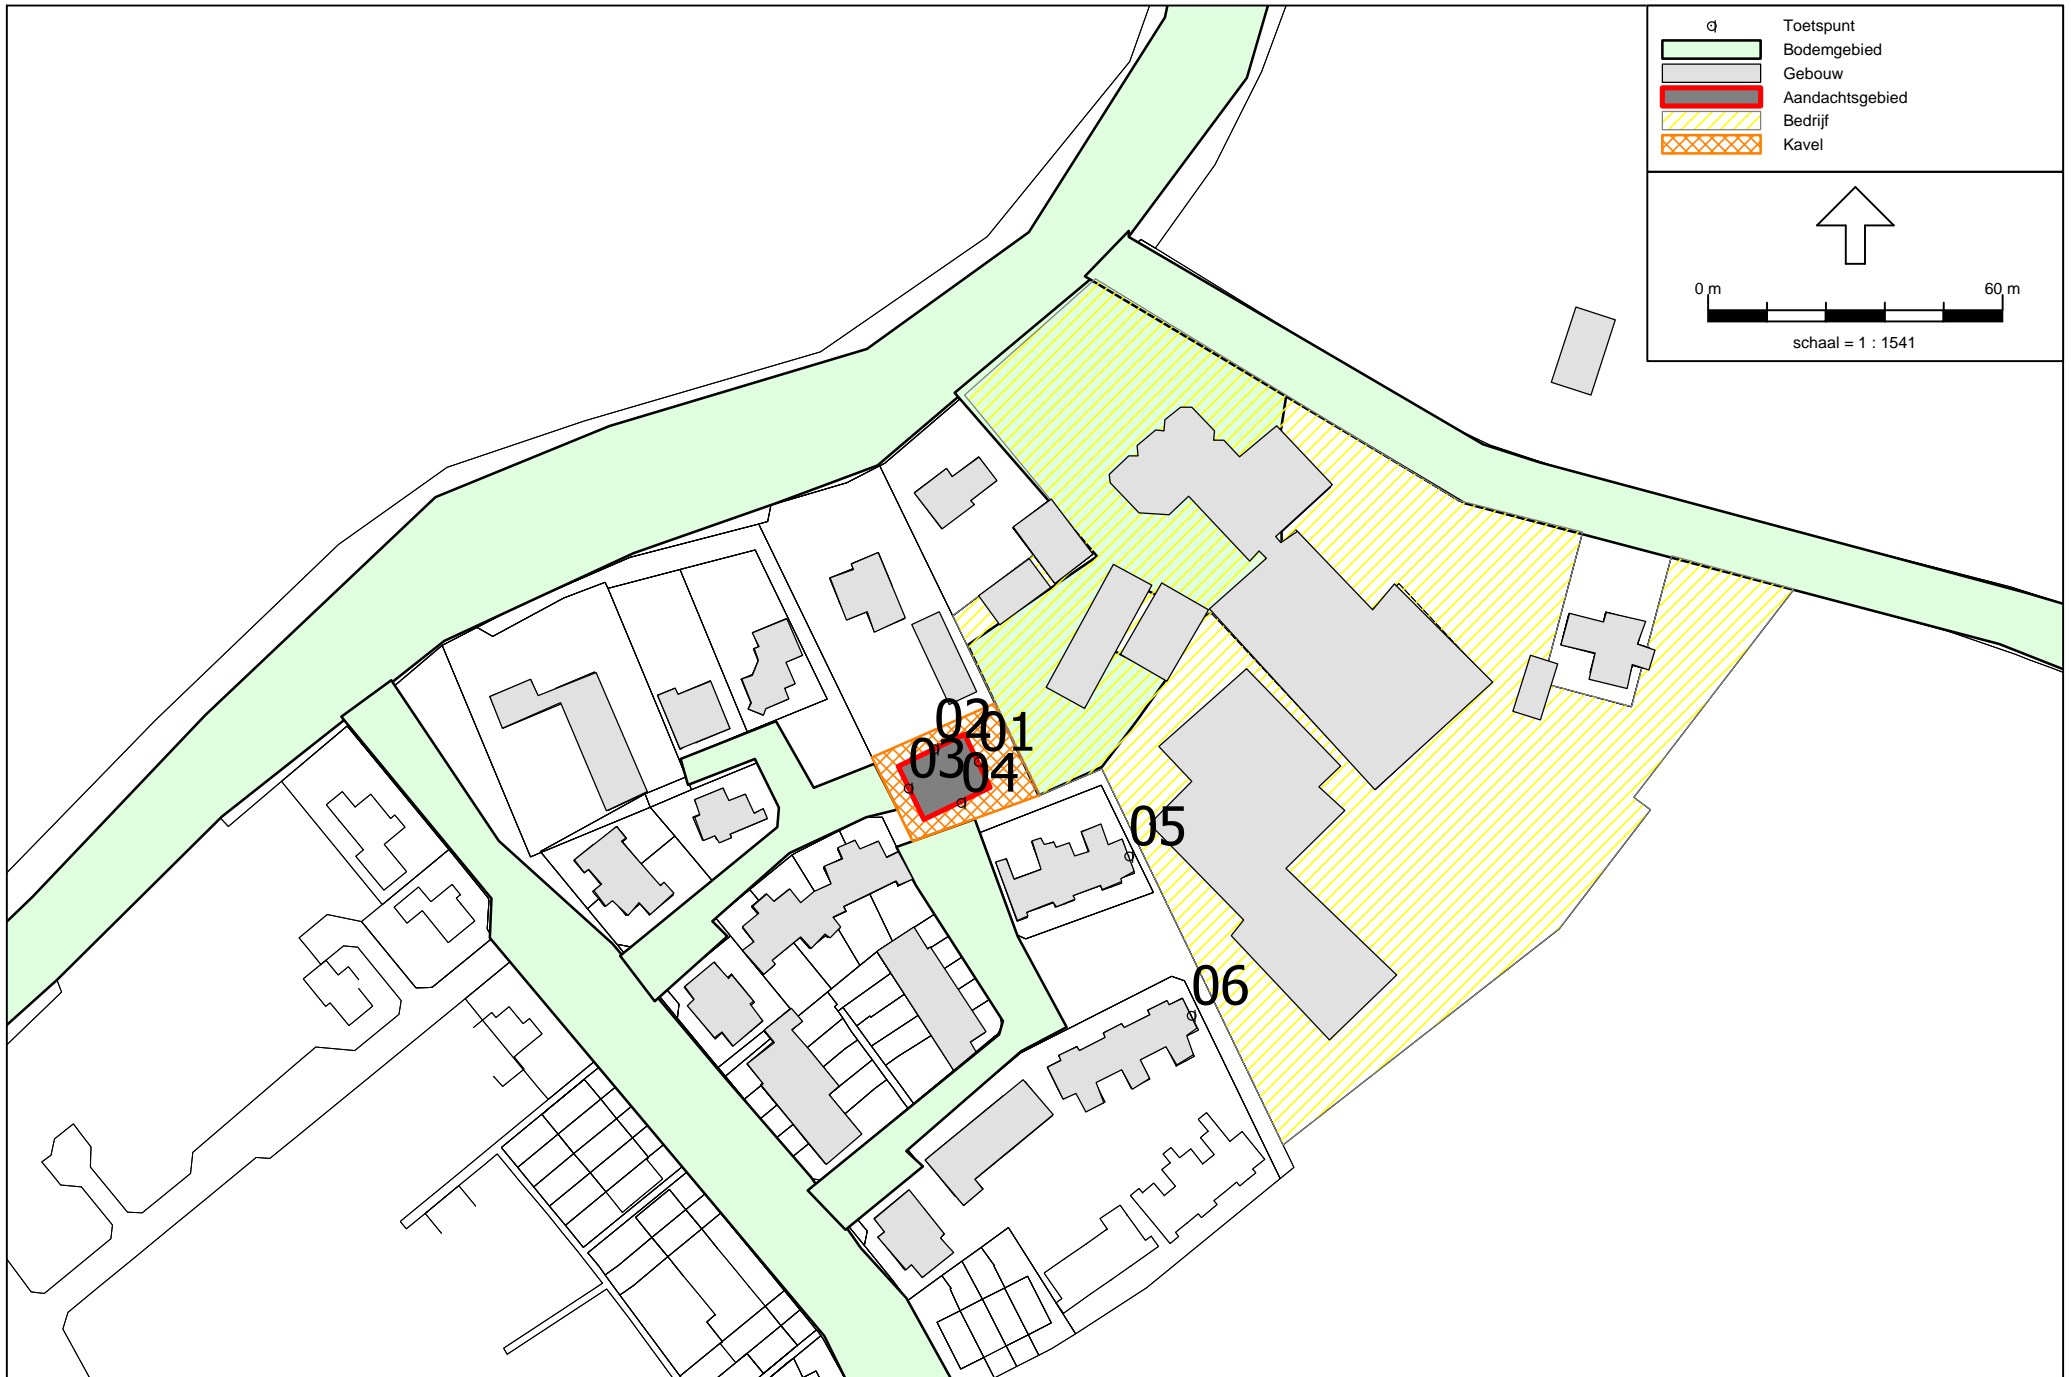 Toetspunt
Bodemgebied
Gebouw
Aandachtsgebied
Bedrijf
Kavel
0 m 60 m
schaal = 1 : 1541
02
01
03
04
05
06